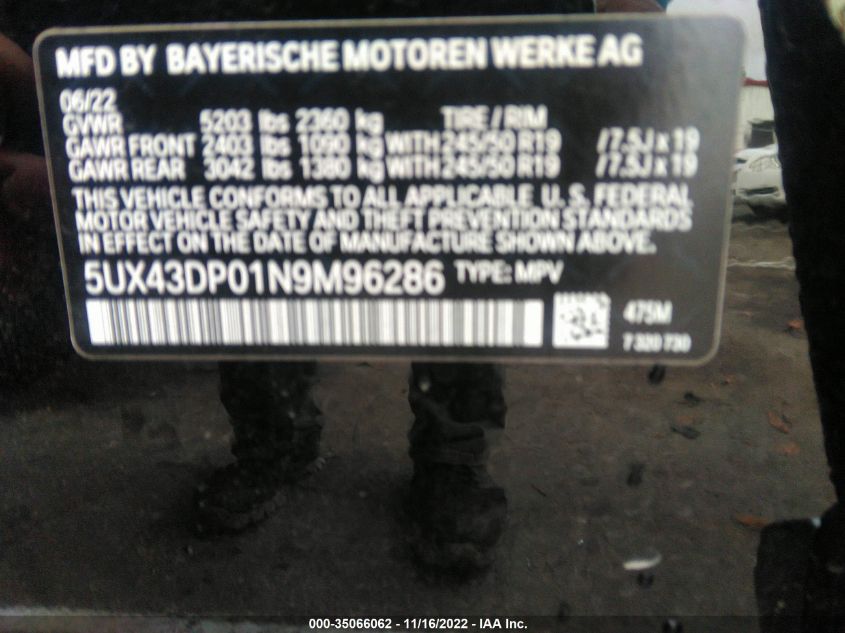 MFD BY BAYERISCHE MOTOREN WERKE AG
06/22
GVWR 5203 lbs 2360 kg TIRE / RIM
GAWR FRONT 2403 lbs 1090 kg WITH 245/50 R19 /7.5J x 19
GAWR REAR 3042 lbs 1380 kg WITH 245/50 R19 /7.5J x 19
THIS VEHICLE CONFORMS TO ALL APPLICABLE U. S. FEDERAL
MOTOR VEHICLE SAFETY AND THEFT PREVENTION STANDARDS
IN EFFECT ON THE DATE OF MANUFACTURE SHOWN ABOVE.
5UX43DP01N9M96286 TYPE: MPV
475M
7 320 730
000-35066062 - 11/16/2022 - IAA Inc.